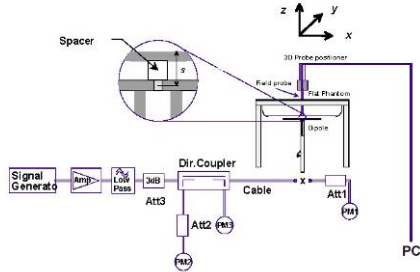 z
y
x
Spacer
s
3D Probe positioner
Field probe
Flat Phantom
Dipole
Signal
Generato
Amp
Low
Pass
3dB
Att3
Dir.Coupler
Cable
x
Att1
PM1
Att2
PM3
PM2
PC